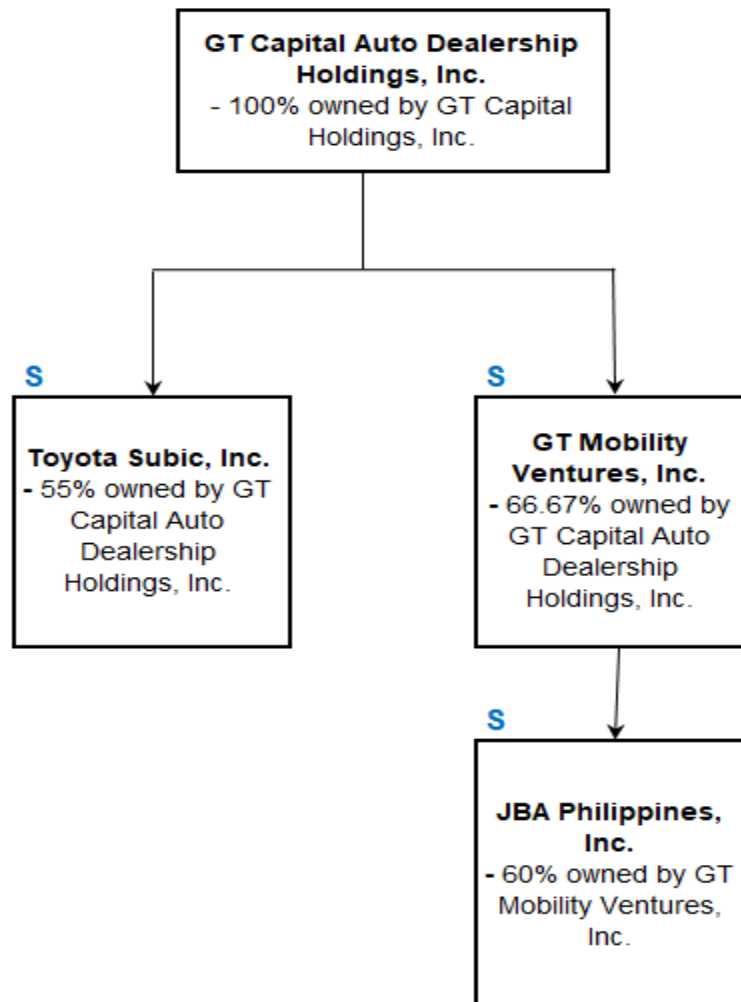 GT Capital Auto Dealership
Holdings, Inc.
- 100% owned by GT Capital
Holdings, Inc.
S
Toyota Subic, Inc.
- 55% owned by GT
Capital Auto
Dealership
Holdings, Inc.
S
GT Mobility
Ventures, Inc.
- 66.67% owned by
GT Capital Auto
Dealership
Holdings, Inc.
S
JBA Philippines,
Inc.
- 60% owned by GT
Mobility Ventures,
Inc.